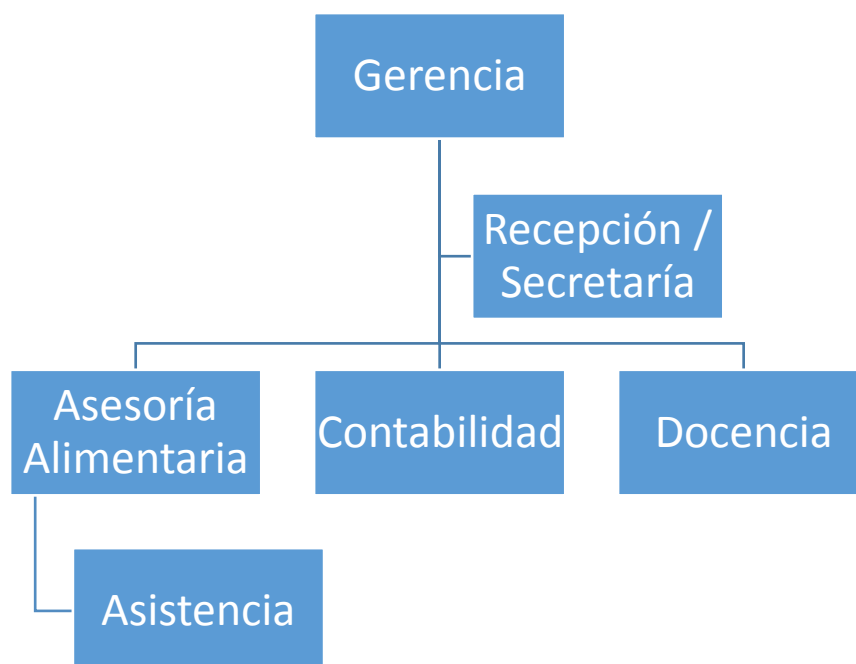 Gerencia
Recepción /
Secretaría
Asesoría
Alimentaria
Contabilidad
Docencia
Asistencia